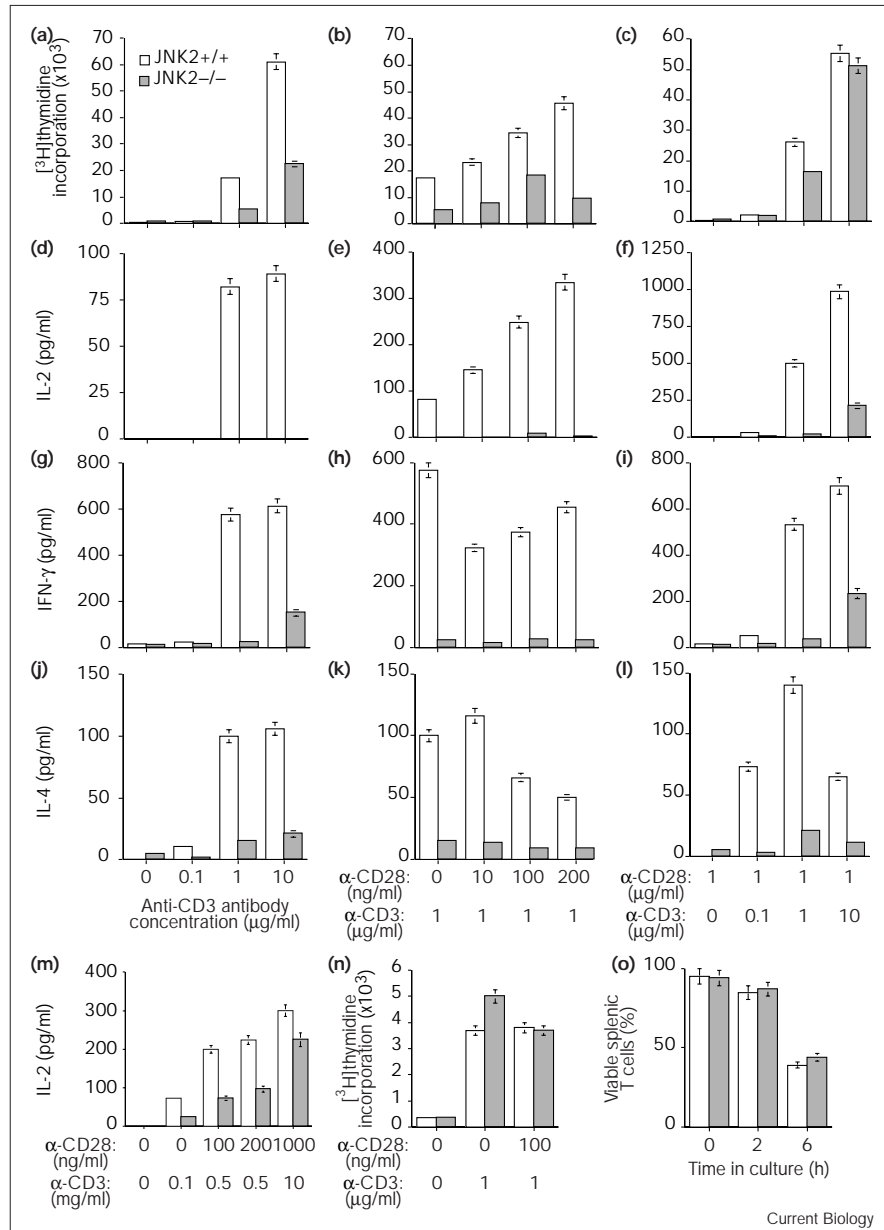 (a)
[³H]thymidine
incorporation (x10³)
70
60
50
40
30
20
10
0
JNK2+/+
JNK2−/−
(b)
70
60
50
40
30
20
10
0
(c)
60
50
40
30
20
10
0
(d)
IL-2 (pg/ml)
100
75
50
25
0
(e)
400
300
200
100
0
(f)
1250
1000
750
500
250
0
(g)
IFN-γ (pg/ml)
800
600
400
200
0
(h)
600
400
200
0
(i)
800
600
400
200
0
(j)
IL-4 (pg/ml)
150
100
50
0
0 0.1 1 10
Anti-CD3 antibody
concentration (μg/ml)
(k)
150
100
50
0
α-CD28: 0 10 100 200
(ng/ml)
α-CD3: 1 1 1 1
(μg/ml)
(l)
150
100
50
0
α-CD28: 1 1 1 1
(μg/ml)
α-CD3: 0 0.1 1 10
(μg/ml)
(m)
IL-2 (pg/ml)
400
300
200
100
0
α-CD28: 0 0 100 200 1000
(ng/ml)
α-CD3: 0 0.1 0.5 0.5 10
(mg/ml)
(n)
[³H]thymidine
incorporation (x10³)
6
5
4
3
2
1
0
α-CD28: 0 0 100
(ng/ml)
α-CD3: 0 1 1
(μg/ml)
(o)
Viable splenic
T cells (%)
100
50
0
0 2 6
Time in culture (h)
Current Biology